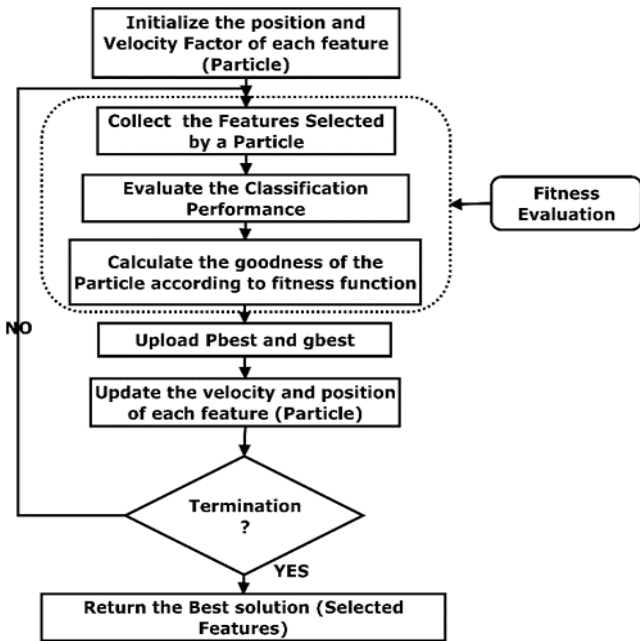 Initialize the position and
Velocity Factor of each feature
(Particle)
Collect the Features Selected
by a Particle
Evaluate the Classification
Performance
Fitness
Evaluation
Calculate the goodness of the
Particle according to fitness function
NO
Upload Pbest and gbest
Update the velocity and position
of each feature (Particle)
Termination
?
YES
Return the Best solution (Selected
Features)